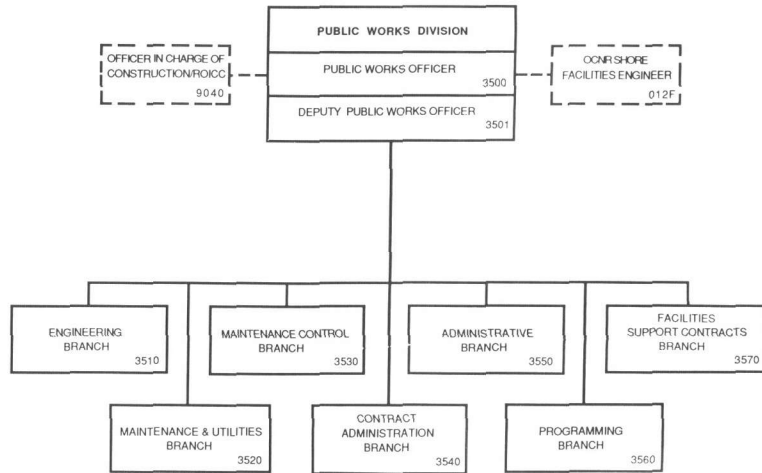 PUBLIC WORKS DIVISION
OFFICER IN CHARGE OF
CONSTRUCTION/ROICC
9040
PUBLIC WORKS OFFICER
3500
OCNR SHORE
FACILITIES ENGINEER
012F
DEPUTY PUBLIC WORKS OFFICER
3501
ENGINEERING
BRANCH
3510
MAINTENANCE CONTROL
BRANCH
3530
ADMINISTRATIVE
BRANCH
3550
FACILITIES
SUPPORT CONTRACTS
BRANCH
3570
MAINTENANCE & UTILITIES
BRANCH
3520
CONTRACT
ADMINISTRATION
BRANCH
3540
PROGRAMMING
BRANCH
3560